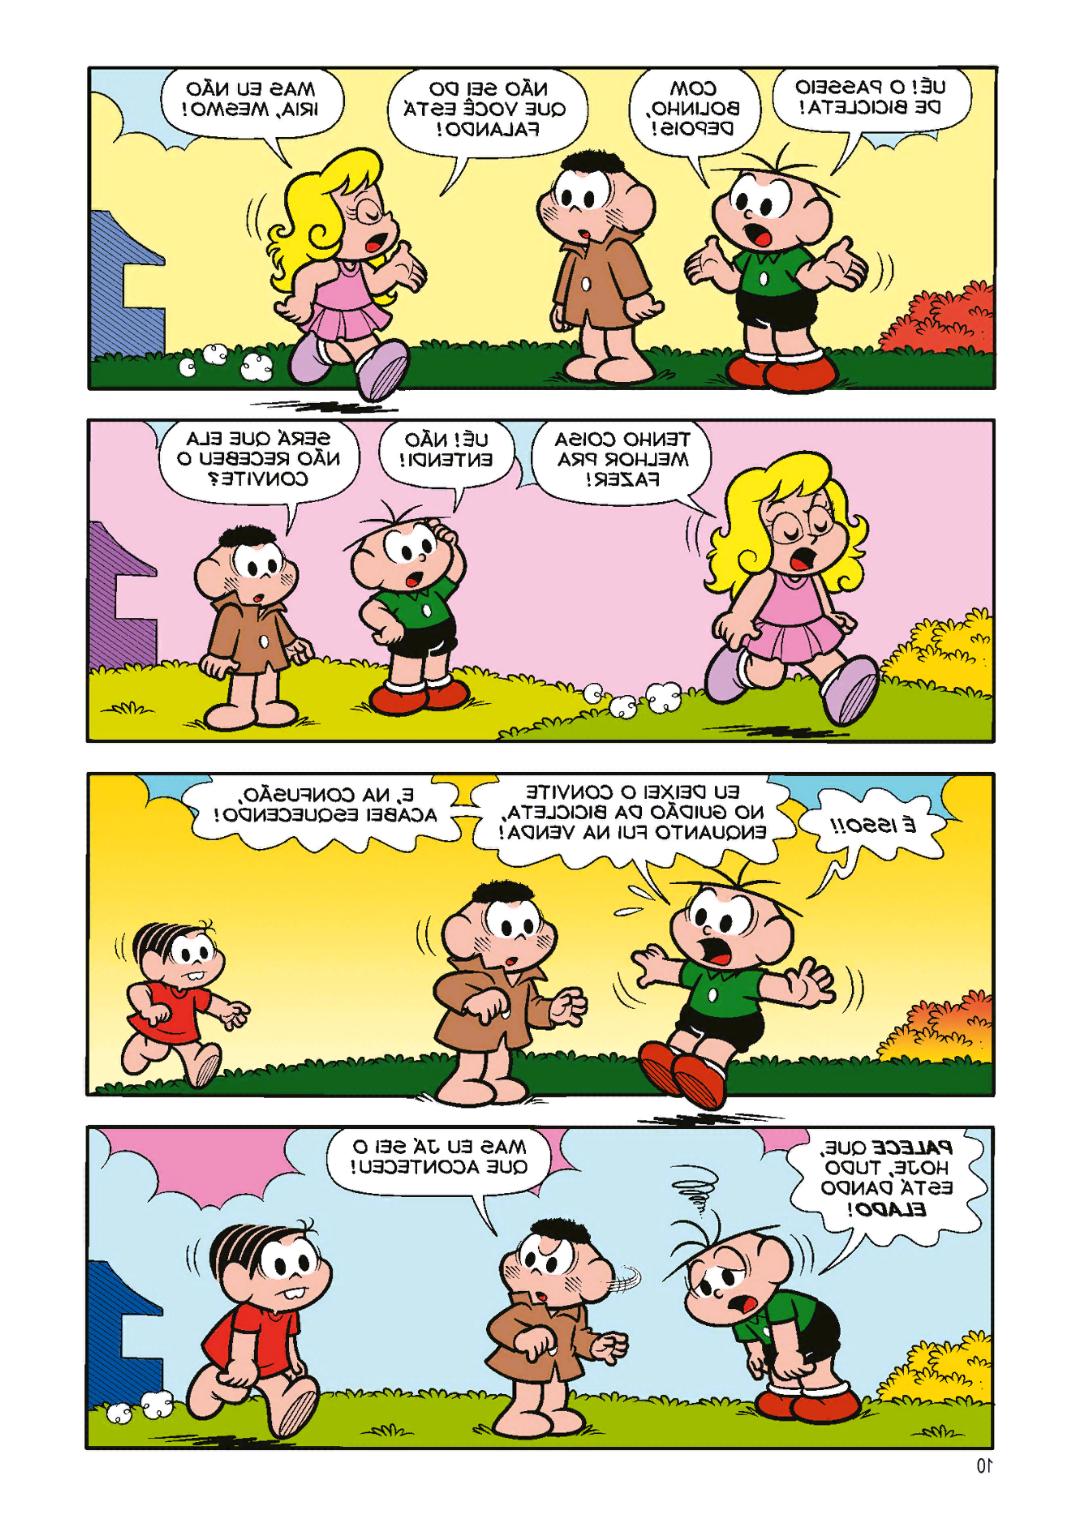 UÉ! O PASSEIO
DE BICICLETA!
COM
BOLINHO,
DEPOIS!
NÃO SEI DO
QUE VOCÊ ESTÁ
FALANDO!
MAS EU NÃO
IRIA, MESMO!
TENHO COISA
MELHOR PRA
FAZER!
UÉ! NÃO
ENTENDI!
SERÁ QUE ELA
NÃO RECEBEU O
CONVITE?
É ISSO!!
EU DEIXEI O CONVITE
NO GUIDÃO DA BICICLETA,
ENQUANTO FUI NA VENDA!
E, NA CONFUSÃO,
ACABEI ESQUECENDO!
PALECE QUE,
HOJE, TUDO
ESTÁ DANDO
ELADO!
MAS EU JÁ SEI O
QUE ACONTECEU!
10